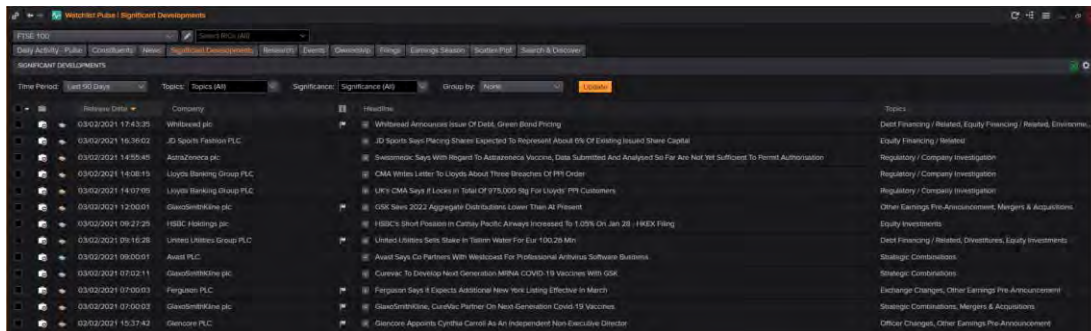 Watchlist Pulse | Significant Developments
FTSE 100 Select RICs (All)
Daily Activity - Pulse Constituents News Significant Developments Research Events Ownership Filings Earnings Season Scatter Plot Search & Discover
SIGNIFICANT DEVELOPMENTS
Time Period: Last 90 Days Topics: Topics (All) Significance: Significance (All) Group by: None Update
Release Date Company Headline Topics
03/02/2021 17:43:35 Whitbread plc Whitbread Announces Issue Of Debt, Green Bond Pricing Debt Financing / Related, Equity Financing / Related, Environme...
03/02/2021 16:36:02 JD Sports Fashion PLC JD Sports Says Placing Shares Expected To Represent About 6% Of Existing Issued Share Capital Equity Financing / Related
03/02/2021 14:55:49 AstraZeneca plc Swissmedic Says With Regard To Astrazeneca Vaccine, Data Submitted And Analysed So Far Are Not Yet Sufficient To Permit Authorisation Regulatory / Company Investigation
03/02/2021 14:08:15 Lloyds Banking Group PLC CMA Writes Letter To Lloyds About Three Breaches Of PPI Order Regulatory / Company Investigation
03/02/2021 14:07:09 Lloyds Banking Group PLC UK's CMA Says It Locks In Total Of 975,000 Stg For Lloyds' PPI Customers Regulatory / Company Investigation
03/02/2021 12:00:01 GlaxoSmithKline plc GSK Says 2022 Aggregate Distributions Lower Than At Present Other Earnings Pre-Announcement, Mergers & Acquisitions
03/02/2021 09:27:25 HSBC Holdings plc HSBC's Short Position In Cathay Pacific Airways Increased To 1.05% On Jan 28 - HKEX Filing Equity Investments
03/02/2021 09:16:28 United Utilities Group PLC United Utilities Sells Stake In Tallinn Water For Eur 100.26 Mln Debt Financing / Related, Divestitures, Equity Investments
03/02/2021 09:00:01 Avast PLC Avast Says Co Partners With Westcoast For Professional Antivirus Software Business Strategic Combinations
03/02/2021 07:02:11 GlaxoSmithKline plc Curevac To Develop Next Generation MRNA COVID-19 Vaccines With GSK Strategic Combinations
03/02/2021 07:00:03 Ferguson PLC Ferguson Says It Expects Additional New York Listing Effective In March Exchange Changes, Other Earnings Pre-Announcement
03/02/2021 07:00:03 GlaxoSmithKline plc GlaxoSmithKline, CureVac Partner On Next-Generation Covid-19 Vaccines Strategic Combinations, Mergers & Acquisitions
02/02/2021 15:37:42 Glencore PLC Glencore Appoints Cynthia Carroll As An Independent Non-Executive Director Officer Changes, Other Earnings Pre-Announcement